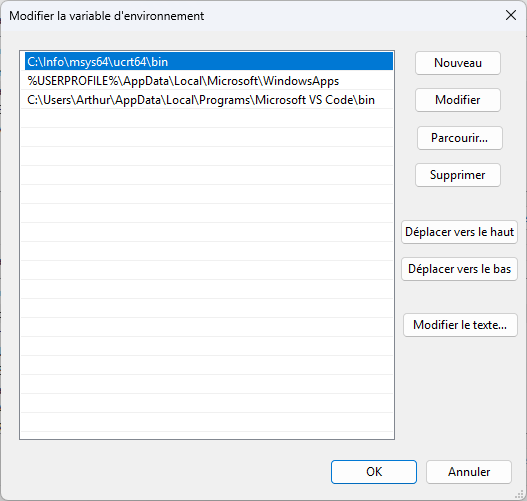 Modifier la variable d'environnement
C:\Info\msys64\ucrt64\bin
%USERPROFILE%\AppData\Local\Microsoft\WindowsApps
C:\Users\Arthur\AppData\Local\Programs\Microsoft VS Code\bin
Nouveau
Modifier
Parcourir...
Supprimer
Déplacer vers le haut
Déplacer vers le bas
Modifier le texte...
OK
Annuler